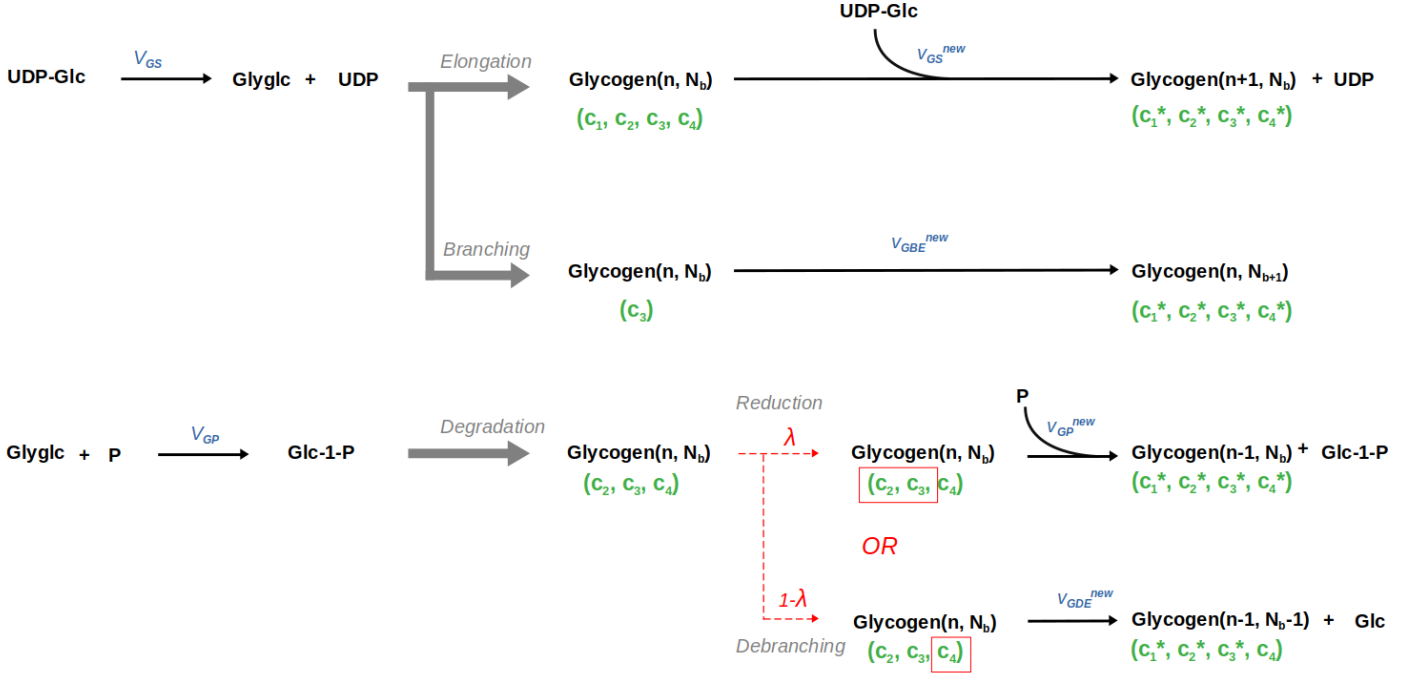 UDP-Glc
UDP-Glc V_GS Glyglc + UDP Elongation Glycogen(n, N_b) V_GS^new Glycogen(n+1, N_b) + UDP
(c_1, c_2, c_3, c_4) (c_1*, c_2*, c_3*, c_4*)
Branching Glycogen(n, N_b) V_GBE^new Glycogen(n, N_b+1)
(c_3) (c_1*, c_2*, c_3*, c_4*)
Reduction P
Glyglc + P V_GP Glc-1-P Degradation Glycogen(n, N_b) λ Glycogen(n, N_b) V_GP^new Glycogen(n-1, N_b) + Glc-1-P
(c_2, c_3, c_4) (c_2, c_3, c_4) (c_1*, c_2*, c_3*, c_4*)
OR
1-λ Glycogen(n, N_b) V_GDE^new Glycogen(n-1, N_b-1) + Glc
Debranching (c_2, c_3, c_4) (c_1*, c_2*, c_3*, c_4)